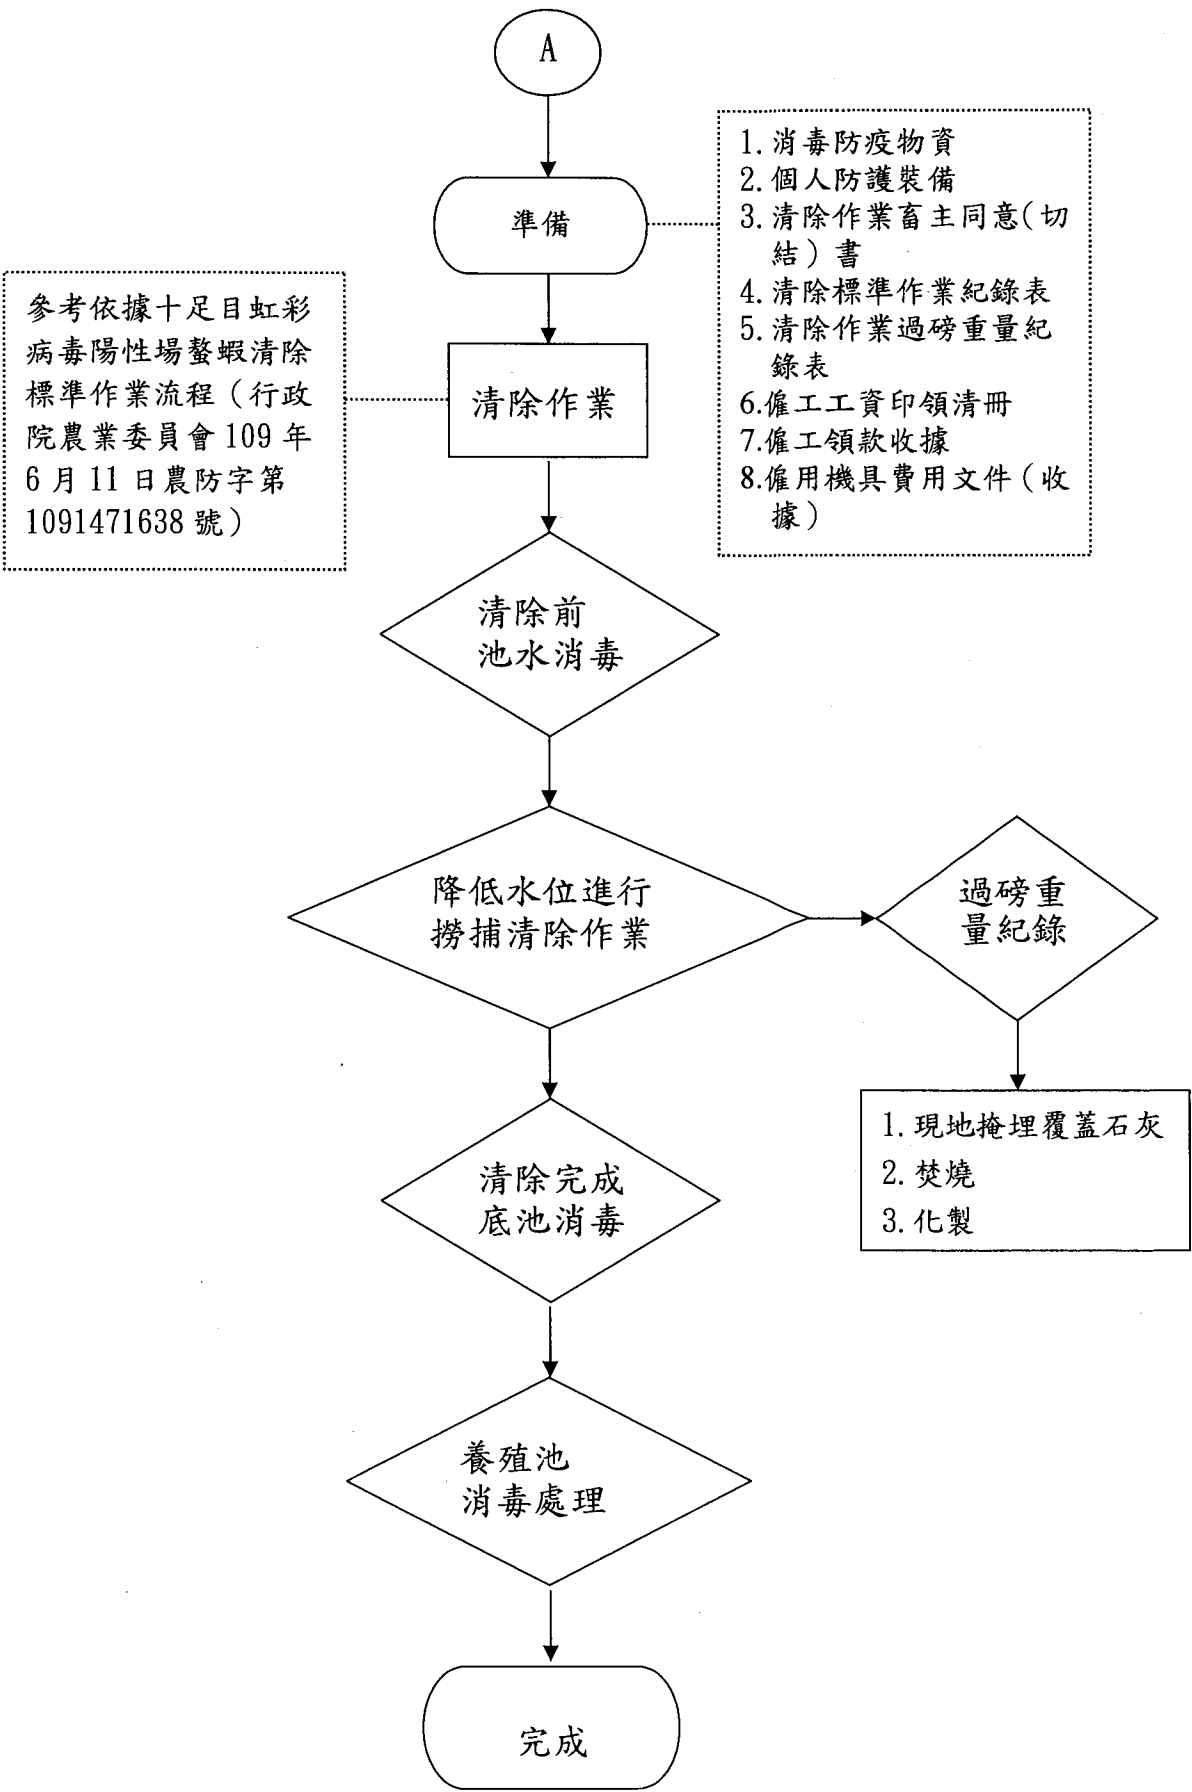 A
準備
1. 消毒防疫物資
2. 個人防護裝備
3. 清除作業畜主同意(切
結)書
4. 清除標準作業紀錄表
5. 清除作業過磅重量紀
錄表
6.僱工工資印領清冊
7.僱工領款收據
8.僱用機具費用文件(收
據)
參考依據十足目虹彩
病毒陽性場螯蝦清除
標準作業流程(行政
院農業委員會 109 年
6 月 11 日農防字第
1091471638 號)
清除作業
清除前
池水消毒
降低水位進行
撈捕清除作業
過磅重
量紀錄
1. 現地掩埋覆蓋石灰
2. 焚燒
3. 化製
清除完成
底池消毒
養殖池
消毒處理
完成